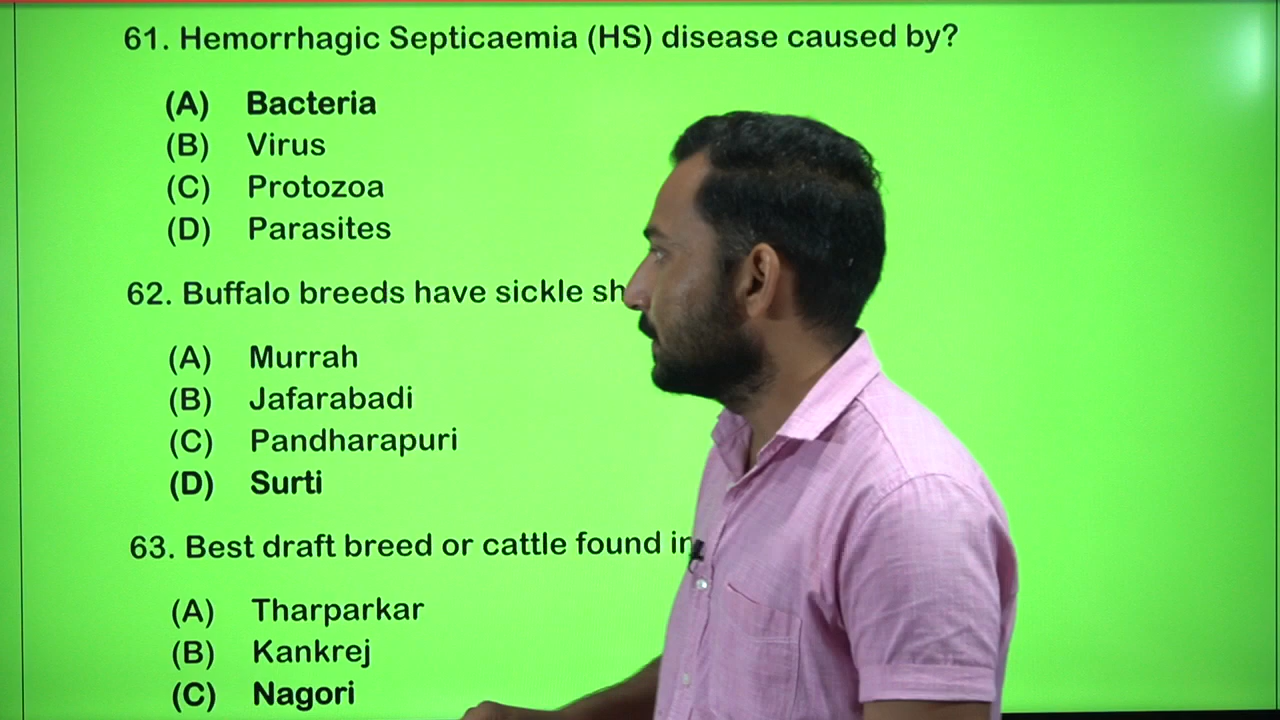 61. Hemorrhagic Septicaemia (HS) disease caused by?
(A) Bacteria
(B) Virus
(C) Protozoa
(D) Parasites
62. Buffalo breeds have sickle
(A) Murrah
(B) Jafarabadi
(C) Pandharapuri
(D) Surti
63. Best draft breed or cattle found in
(A) Tharparkar
(B) Kankrej
(C) Nagori